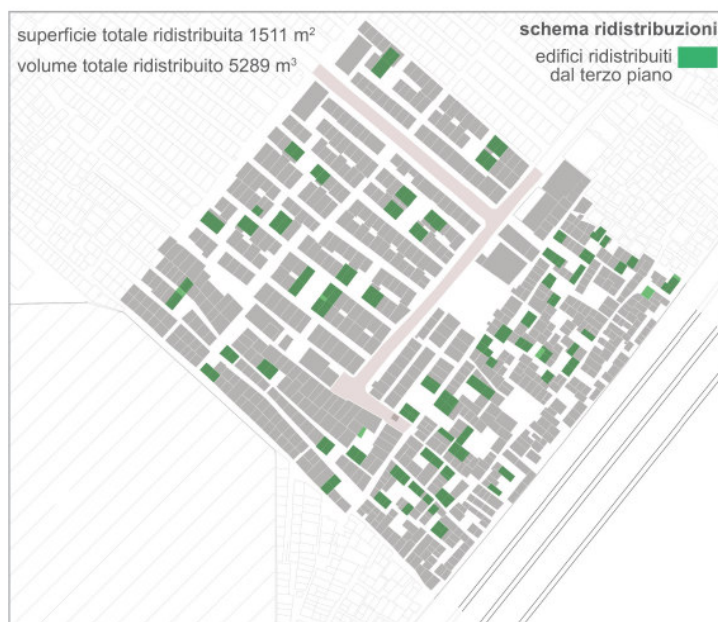 superficie totale ridistribuita 1511 m²
volume totale ridistribuito 5289 m³
schema ridistribuzioni
edifici ridistribuiti
dal terzo piano